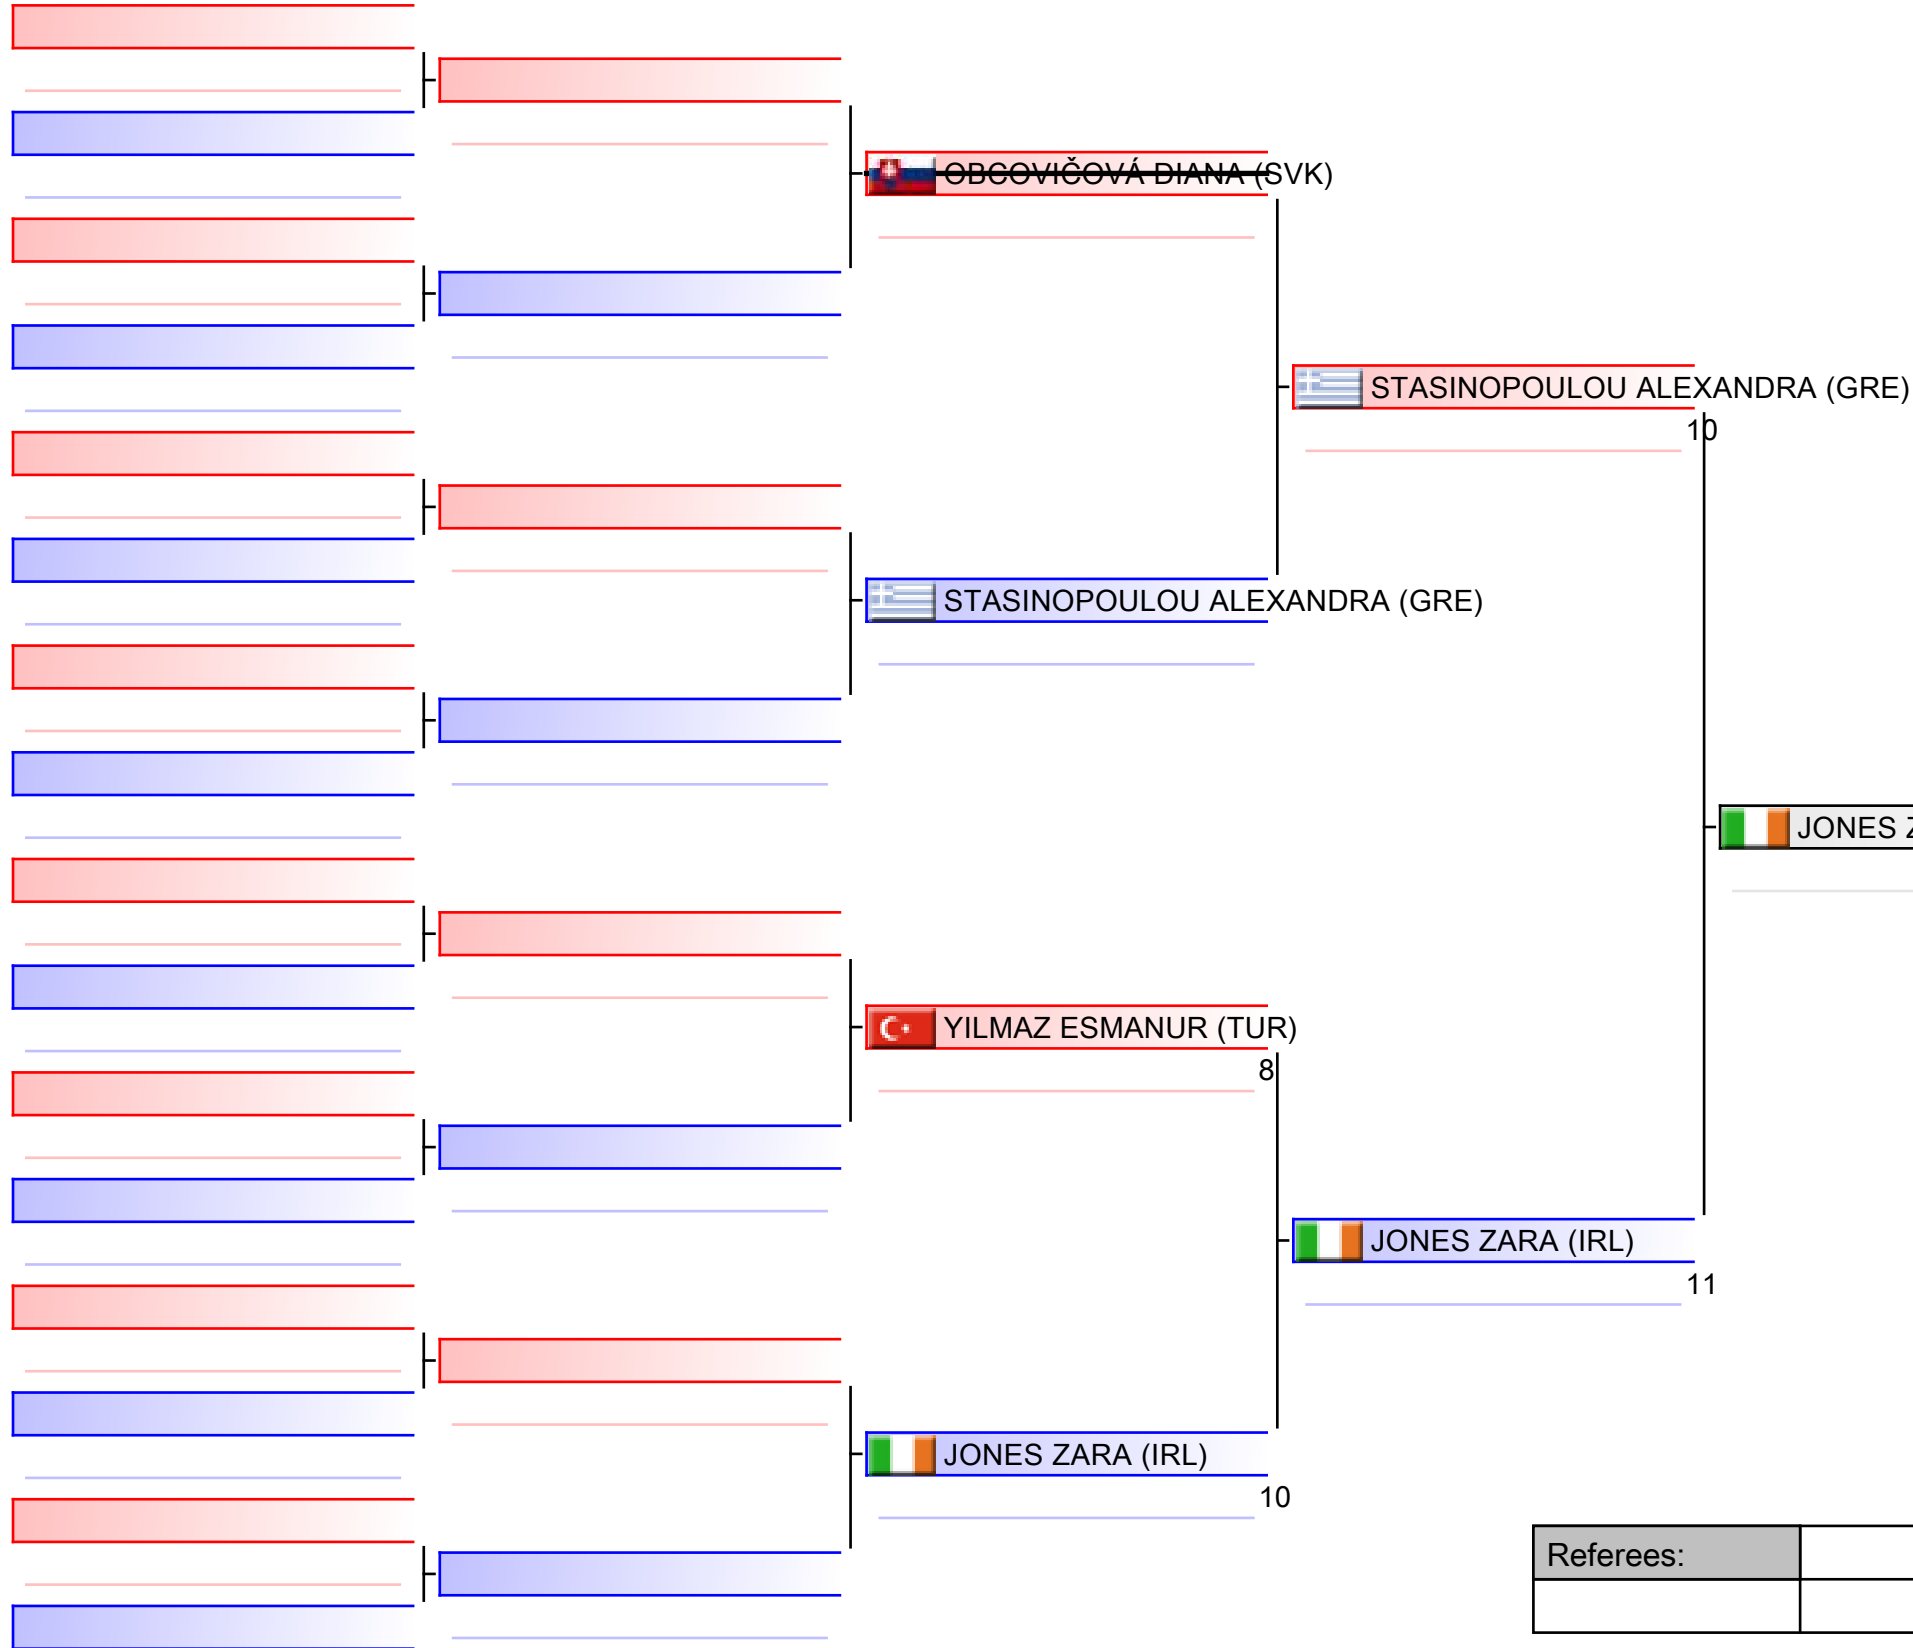 OBCOVIČOVÁ DIANA (SVK)
STASINOPOULOU ALEXANDRA (GRE)
10
STASINOPOULOU ALEXANDRA (GRE)
JONES
YILMAZ ESMANUR (TUR)
8
JONES ZARA (IRL)
11
JONES ZARA (IRL)
10
Referees: